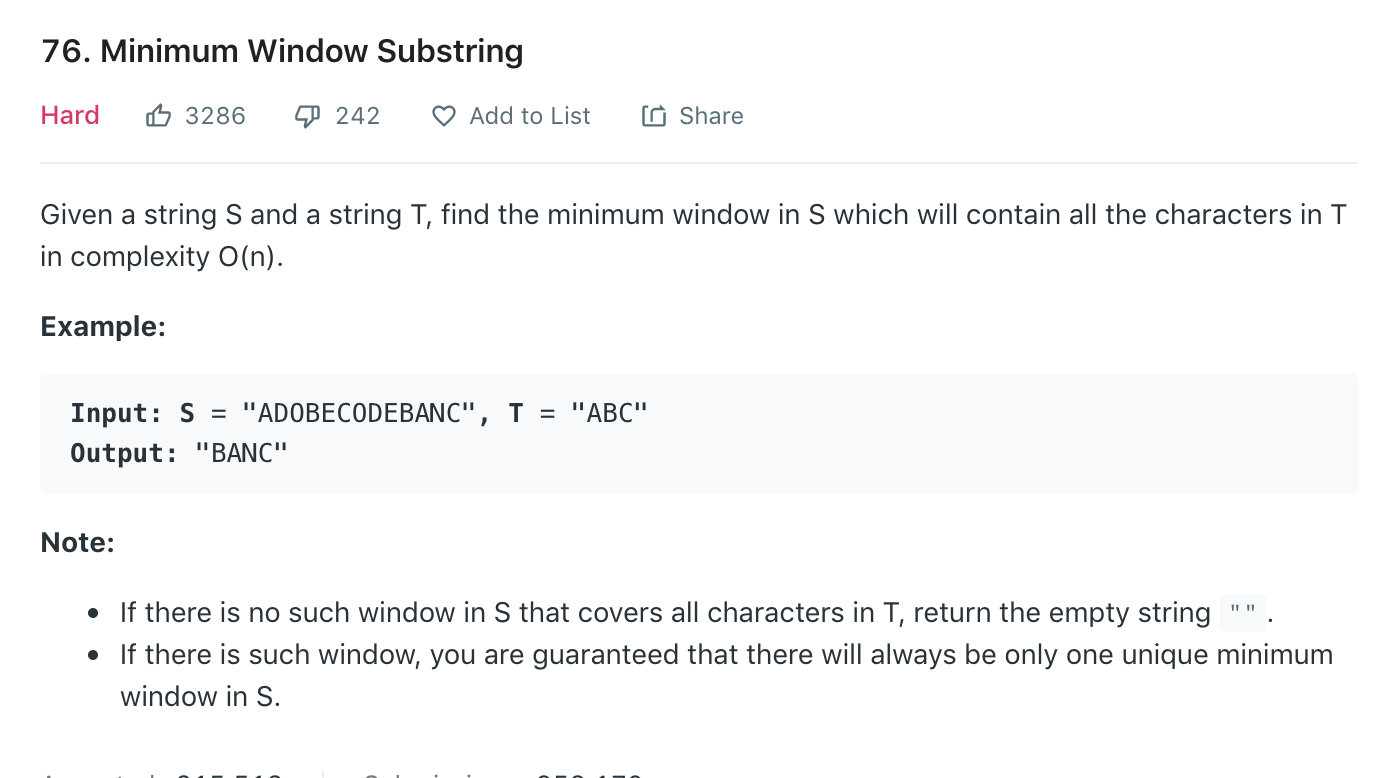 76. Minimum Window Substring
Hard 3286 242 Add to List Share
Given a string S and a string T, find the minimum window in S which will contain all the characters in T
in complexity O(n).
Example:
Input: S = "ADOBECODEBANC", T = "ABC"
Output: "BANC"
Note:
• If there is no such window in S that covers all characters in T, return the empty string "".
• If there is such window, you are guaranteed that there will always be only one unique minimum
window in S.